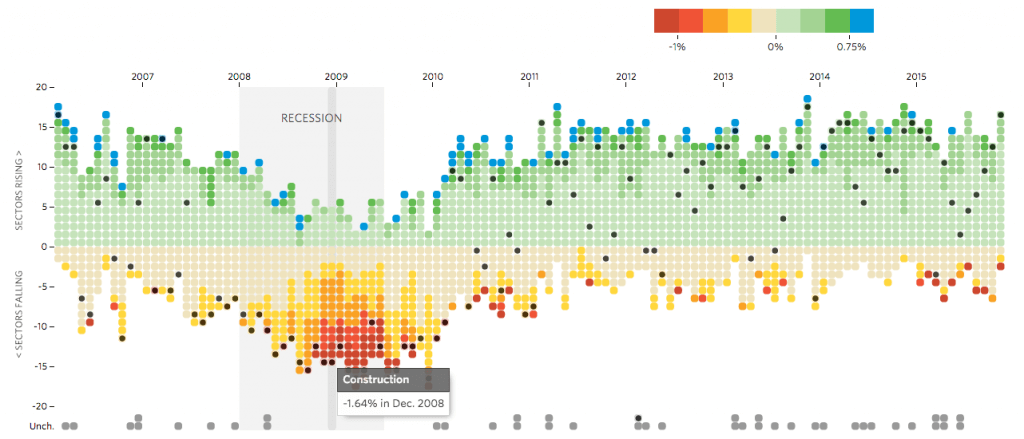 -1% 0% 0.75%
2007 2008 2009 2010 2011 2012 2013 2014 2015
20
RECESSION
15
SECTORS RISING >
10
5
0
-5
< SECTORS FALLING
-10
-15
Construction
-1.64% in Dec. 2008
-20
Unch.